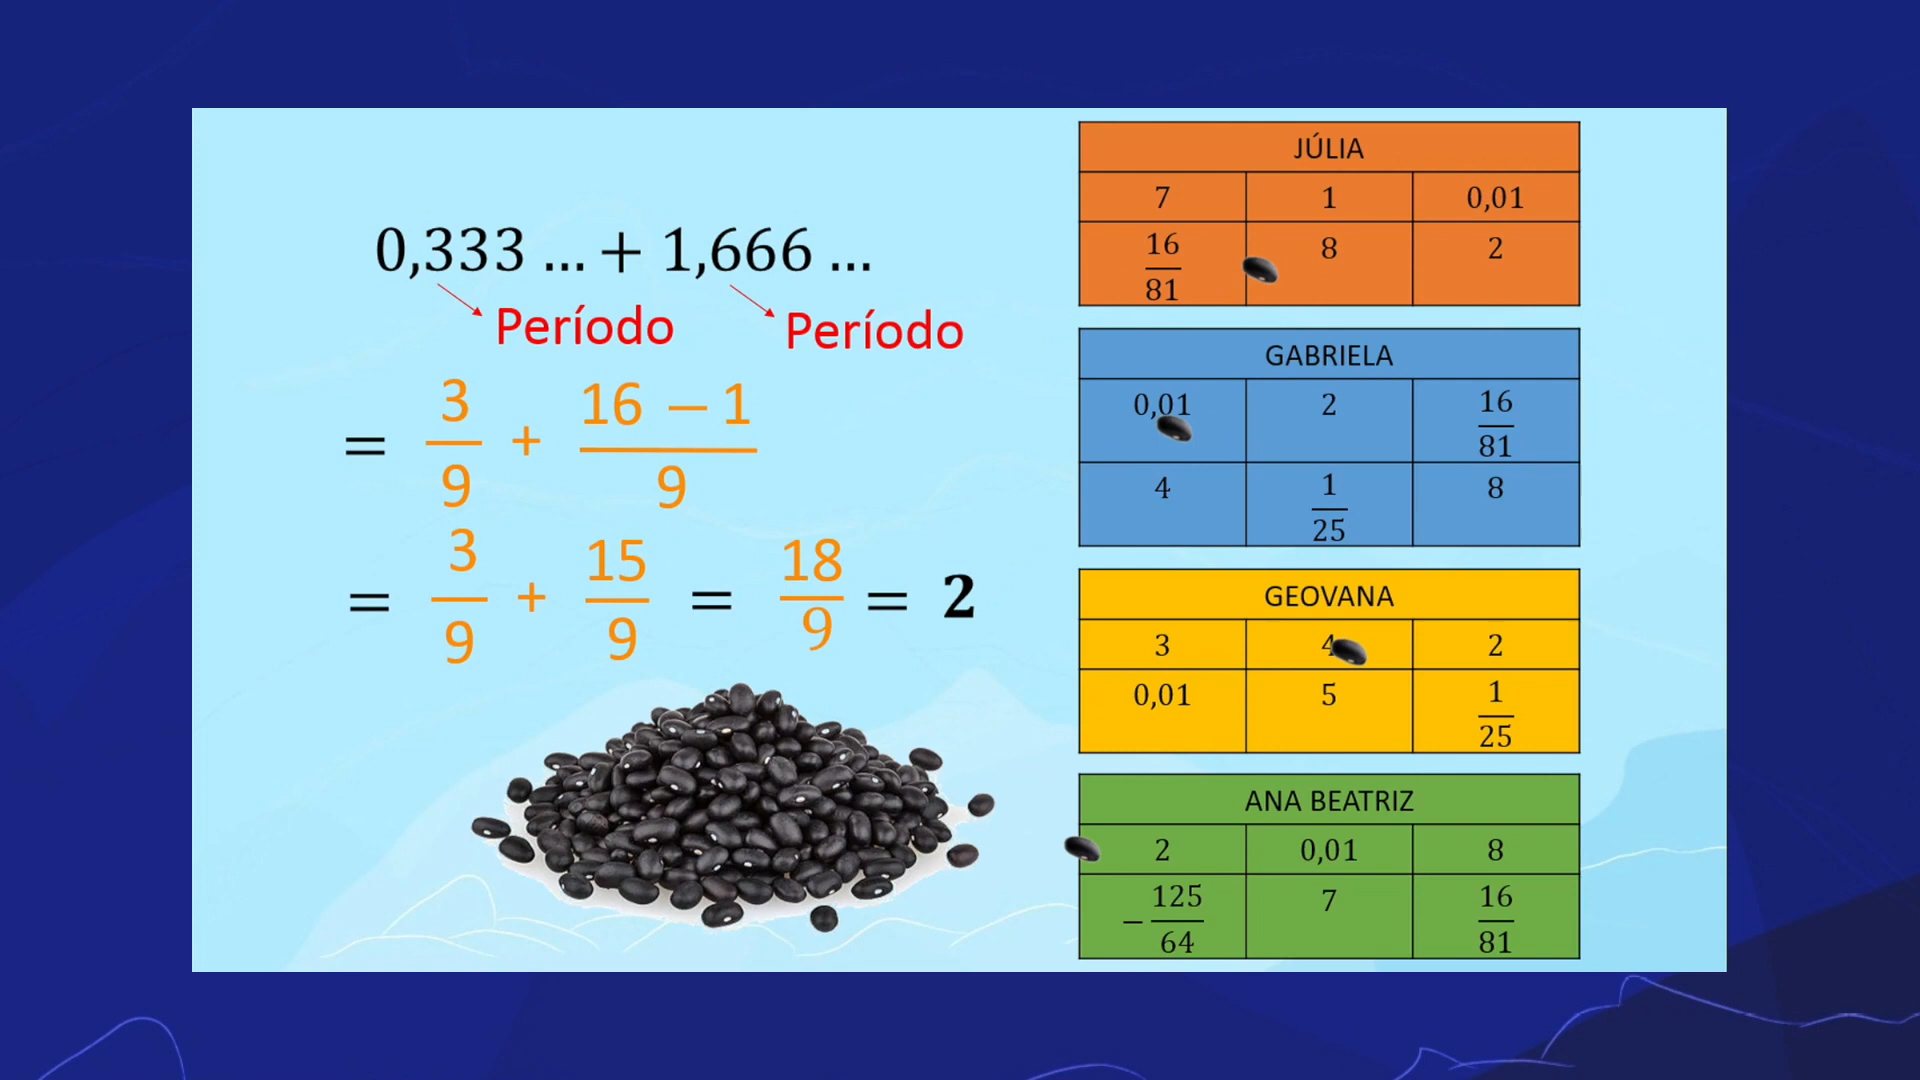 0,333 ... + 1,666 ...
Período Período
= 3/9 + 16 − 1/9
= 3/9 + 15/9 = 18/9 = 2
JÚLIA
7 1 0,01
16/81 8 2
GABRIELA
0,01 2 16/81
4 1/25 8
GEOVANA
3 4 2
0,01 5 1/25
ANA BEATRIZ
2 0,01 8
− 125/64 7 16/81